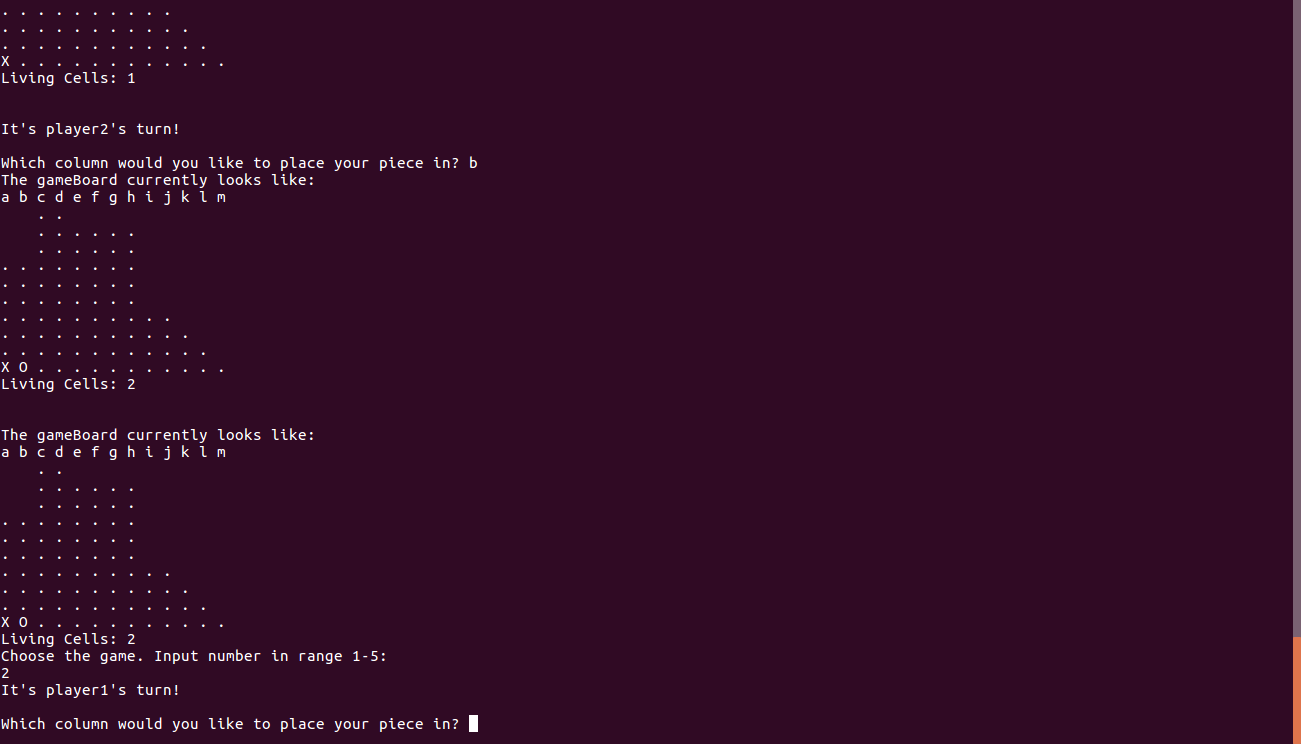 . . . . . . . . . .
. . . . . . . . . . .
. . . . . . . . . . . .
X . . . . . . . . . . . .
Living Cells: 1
It's player2's turn!
Which column would you like to place your piece in? b
The gameBoard currently looks like:
a b c d e f g h i j k l m
    . .
    . . . . . .
    . . . . . .
. . . . . . . .
. . . . . . . .
. . . . . . . .
. . . . . . . . . .
. . . . . . . . . . .
. . . . . . . . . . . .
X O . . . . . . . . . . .
Living Cells: 2
The gameBoard currently looks like:
a b c d e f g h i j k l m
    . .
    . . . . . .
    . . . . . .
. . . . . . . .
. . . . . . . .
. . . . . . . .
. . . . . . . . . .
. . . . . . . . . . .
. . . . . . . . . . . .
X O . . . . . . . . . . .
Living Cells: 2
Choose the game. Input number in range 1-5:
2
It's player1's turn!
Which column would you like to place your piece in?